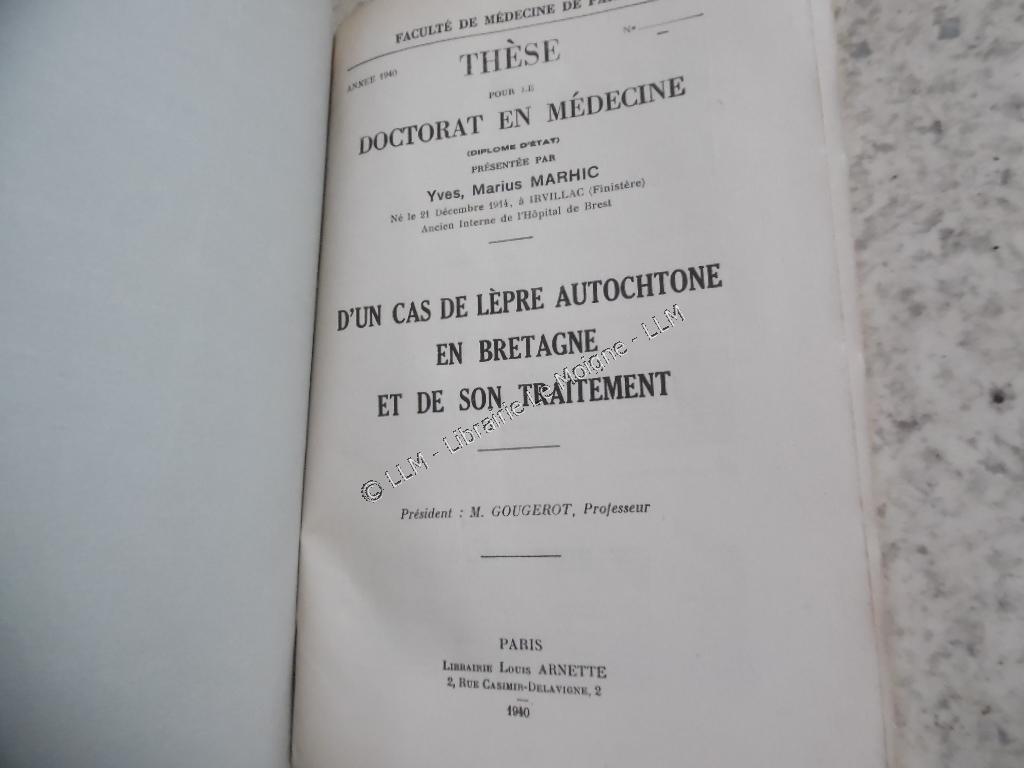 FACULTÉ DE MÉDECINE DE
ANNÉE 1940
THÈSE
N°
POUR LE
DOCTORAT EN MÉDECINE
(DIPLOME D'ÉTAT)
PRÉSENTÉE PAR
Yves, Marius MARHIC
Né le 21 Décembre 1914, à IRVILLAC (Finistère)
Ancien Interne de l'Hôpital de Brest
D'UN CAS DE LÈPRE AUTOCHTONE
EN BRETAGNE
ET DE SON TRAITEMENT
© LLM - Librairie Le Moigne - LLM
Président : M. GOUGEROT, Professeur
PARIS
LIBRAIRIE LOUIS ARNETTE
2, RUE CASIMIR-DELAVIGNE, 2
1940